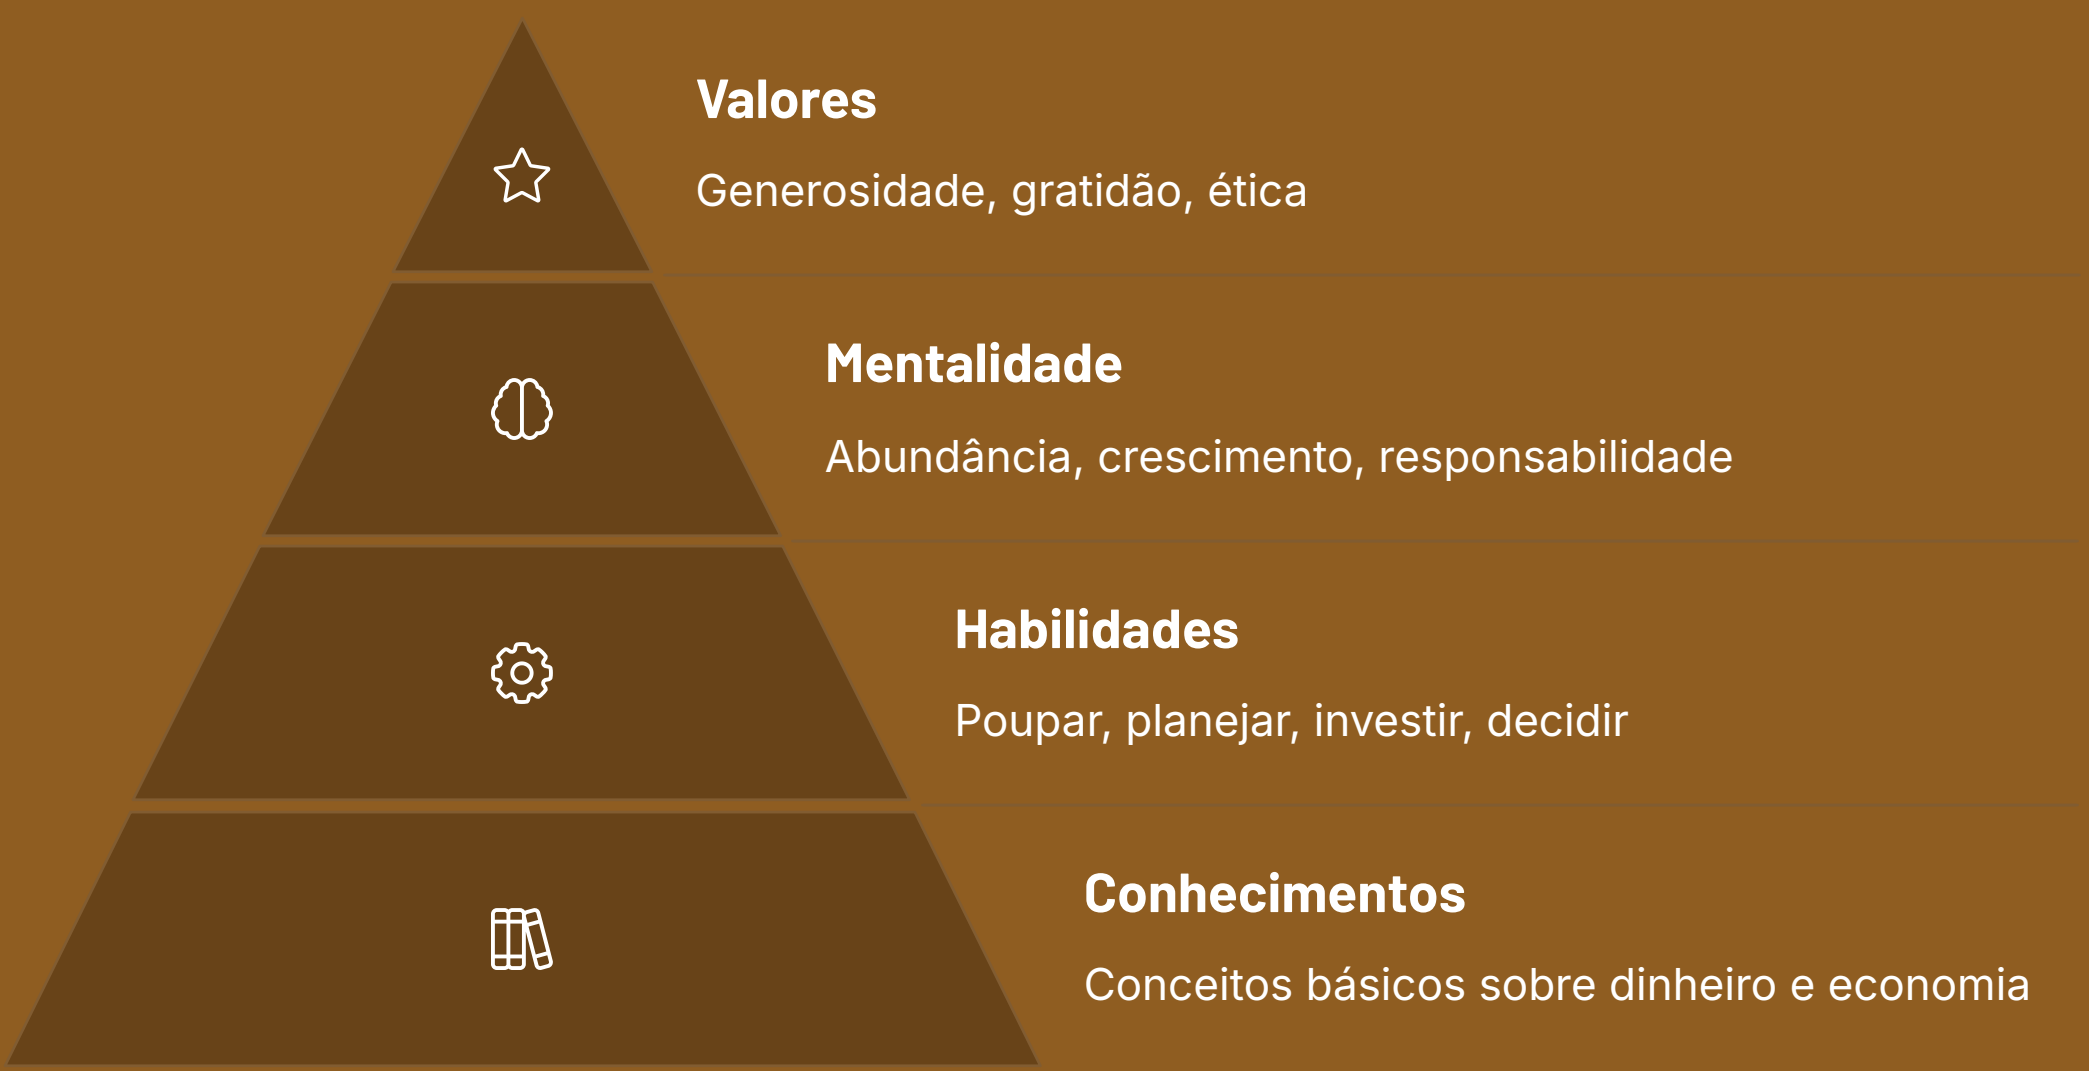 Valores
Generosidade, gratidão, ética
Mentalidade
Abundância, crescimento, responsabilidade
Habilidades
Poupar, planejar, investir, decidir
Conhecimentos
Conceitos básicos sobre dinheiro e economia